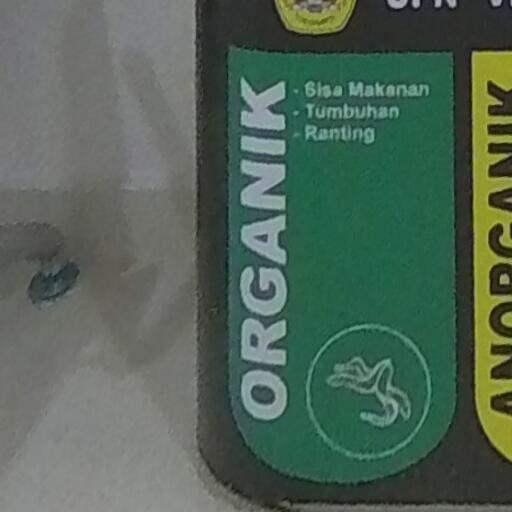 ORGANIK
- Sisa Makanan
- Tumbuhan
- Ranting
ANORGANIK